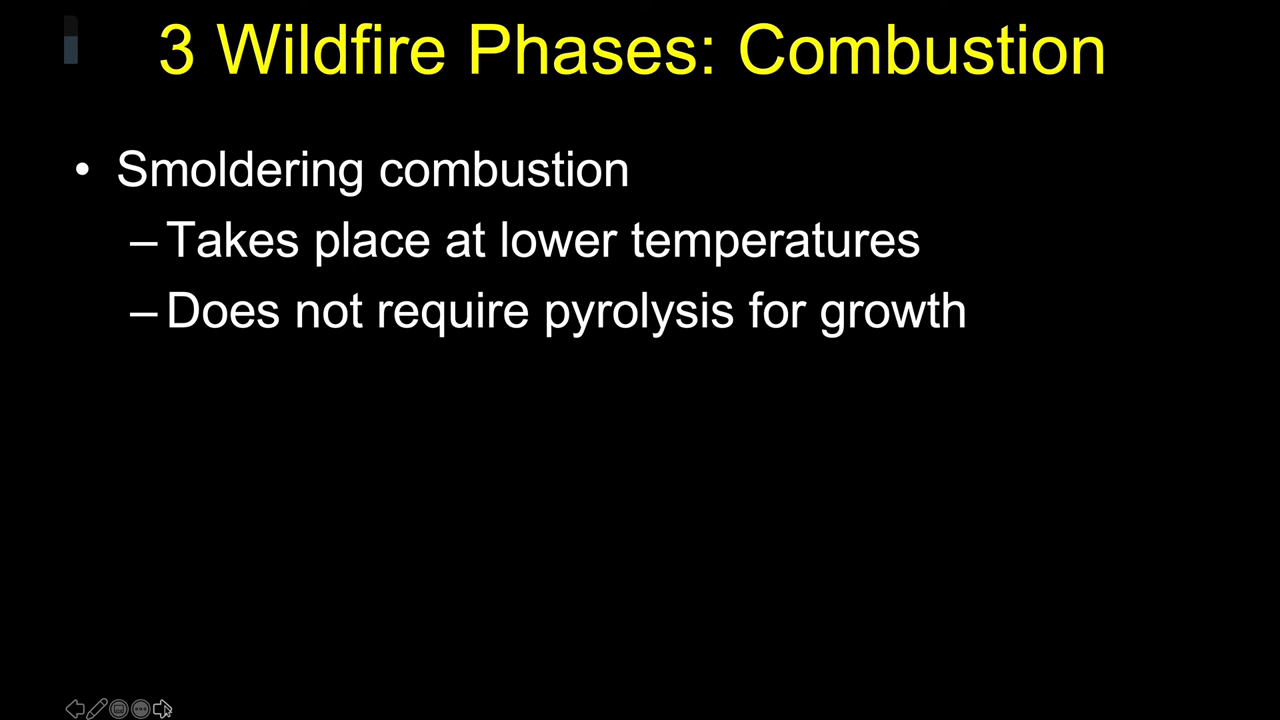 3 Wildfire Phases: Combustion
• Smoldering combustion
– Takes place at lower temperatures
– Does not require pyrolysis for growth